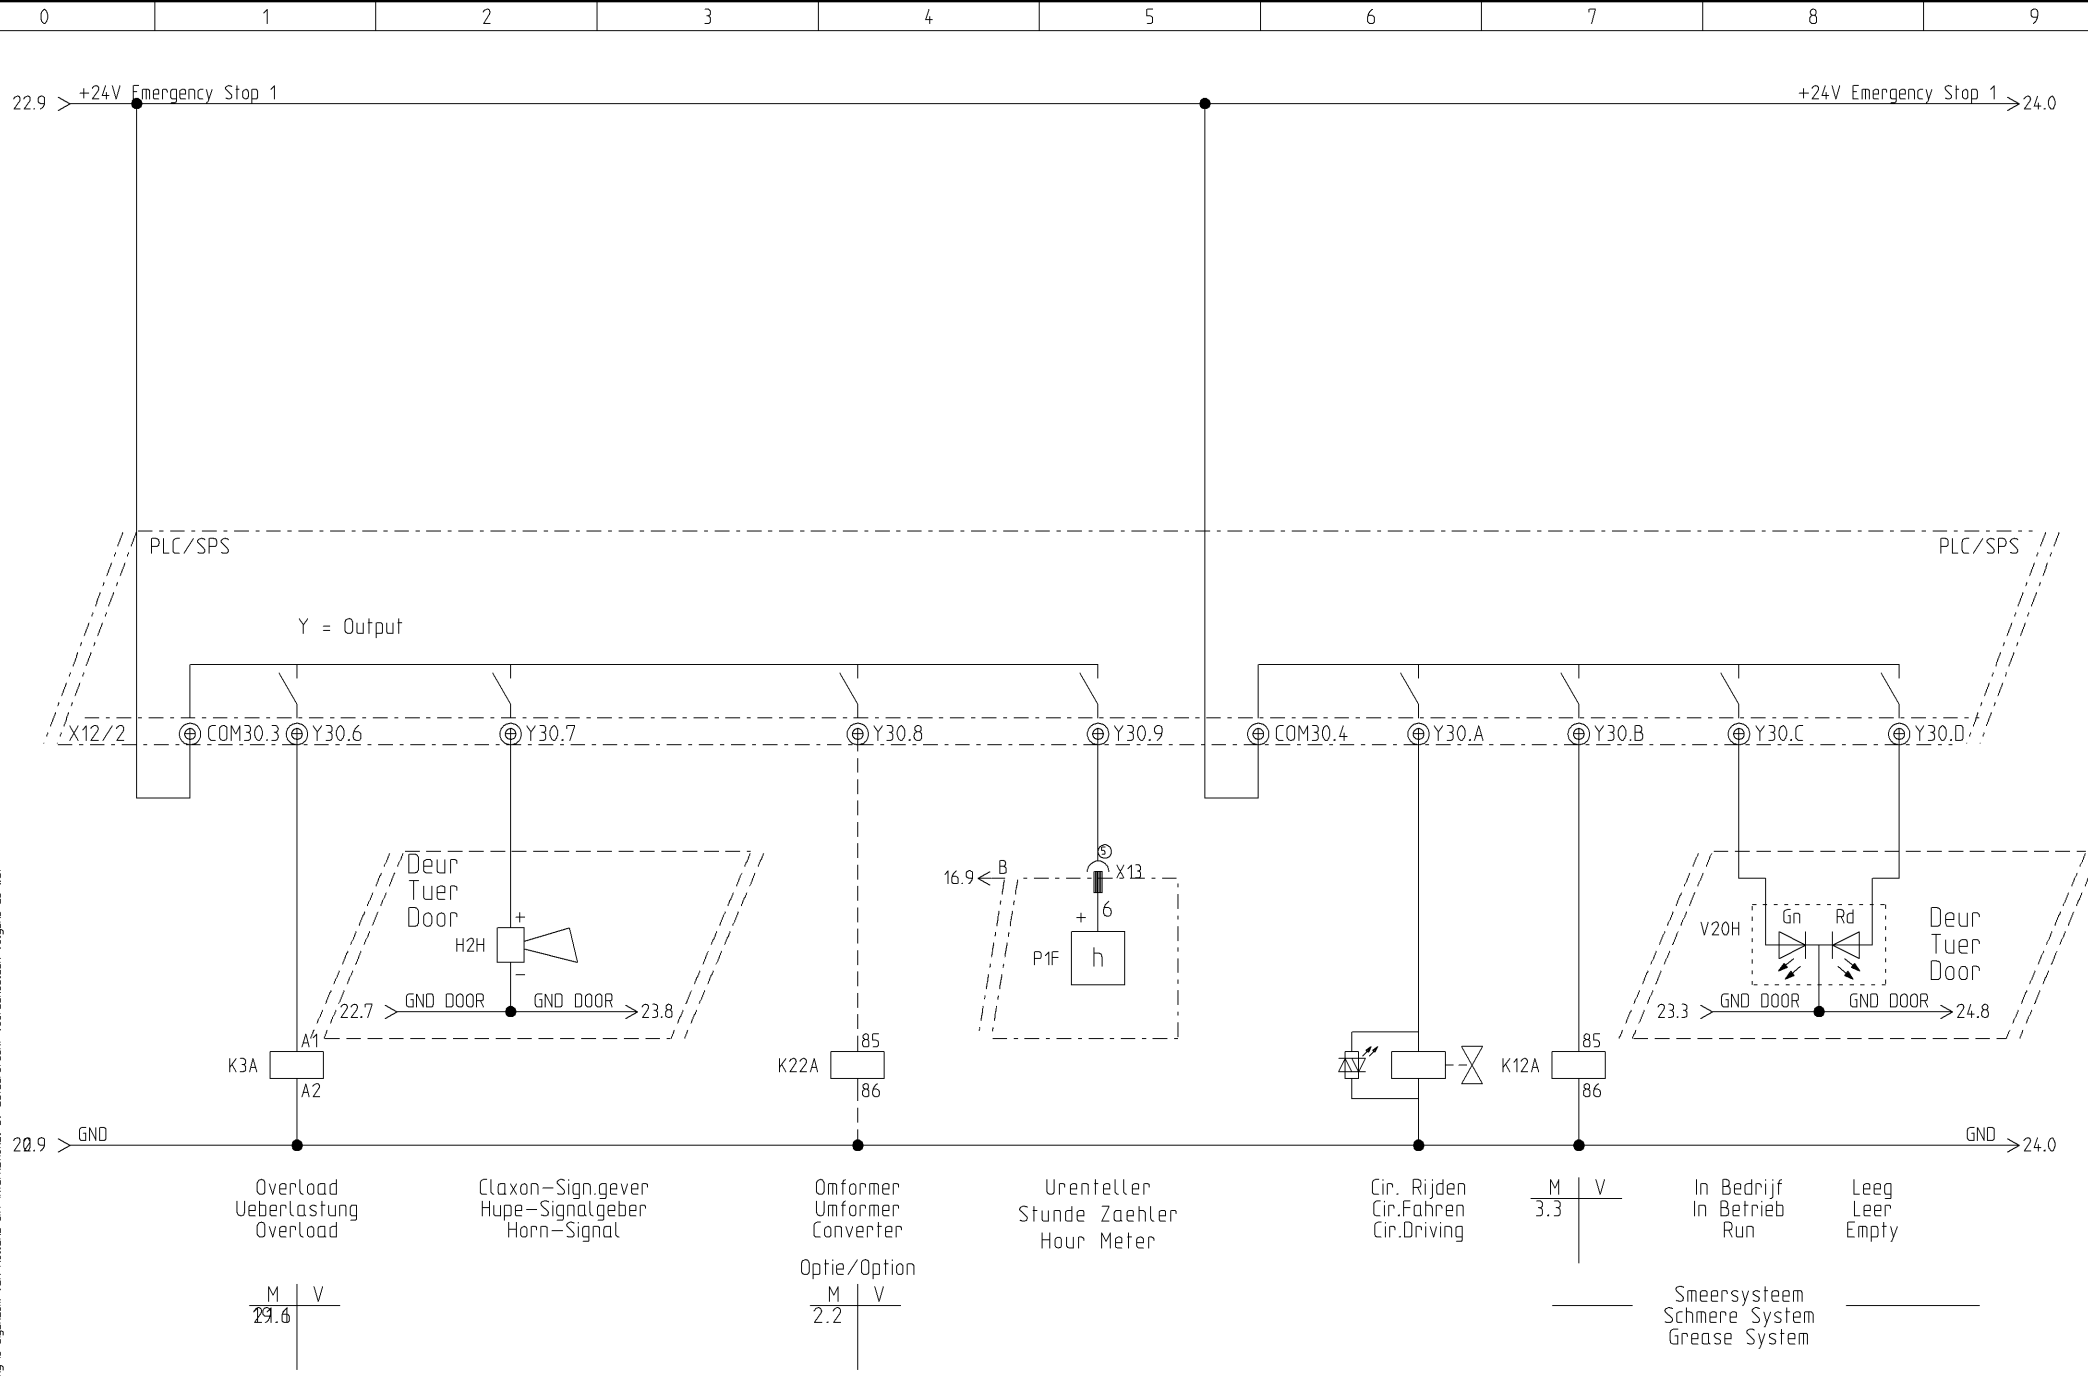 0 1 2 3 4 5 6 7 8 9
22.9 +24V Emergency Stop 1
+24V Emergency Stop 1 24.0
PLC/SPS
PLC/SPS
Y = Output
X12/2 COM30.3 Y30.6 Y30.7 Y30.8 Y30.9 COM30.4 Y30.A Y30.B Y30.C Y30.D
Deur
Tuer
Door
H2H
+
−
22.7 GND DOOR GND DOOR 23.8
16.9 B
5
X13
6
+
P1F h
V20H Gn Rd
Deur
Tuer
Door
23.3 GND DOOR GND DOOR 24.8
A1
K3A
A2
85
K22A
86
85
K12A
86
GND
GND 24.0
Overload
Ueberlastung
Overload
M V
Claxon-Sign.gever
Hupe-Signalgeber
Horn-Signal
Omformer
Umformer
Converter
Optie/Option
M V
2.2
Urenteller
Stunde Zaehler
Hour Meter
Cir. Rijden
Cir.Fahren
Cir.Driving
M V
3.3
In Bedrijf
In Betrieb
Run
Leeg
Leer
Empty
Smeersysteem
Schmere System
Grease System